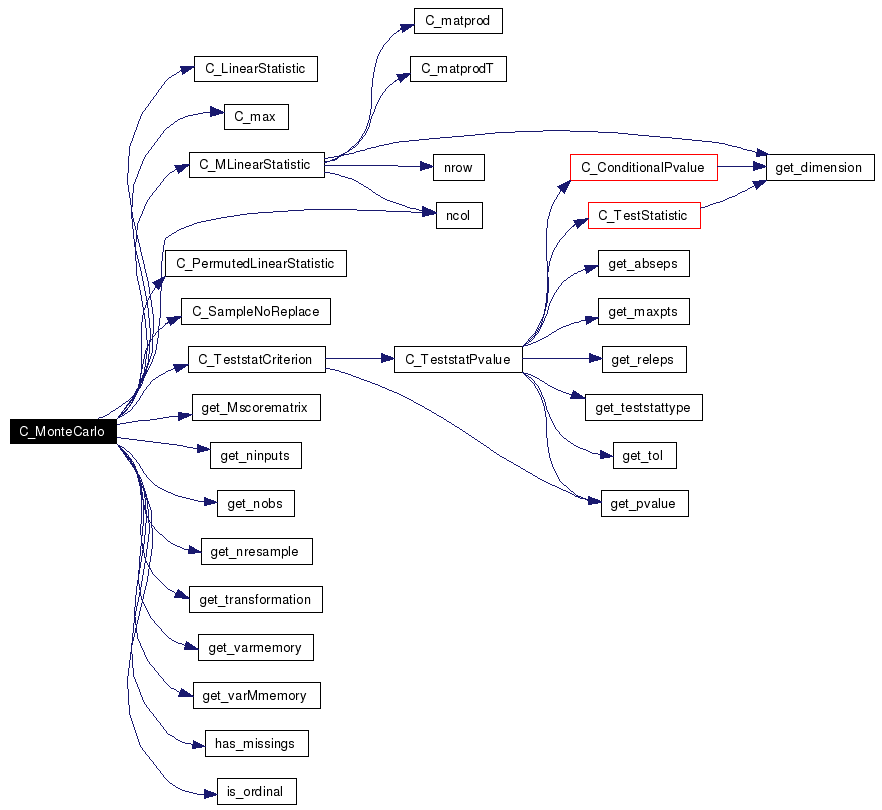 C_matprod
C_LinearStatistic
C_matprodT
C_max
C_MLinearStatistic
nrow
C_ConditionalPvalue
get_dimension
ncol
C_TestStatistic
C_PermutedLinearStatistic
get_abseps
C_SampleNoReplace
get_maxpts
C_TeststatCriterion
C_TeststatPvalue
get_releps
get_Mscorematrix
get_teststattype
C_MonteCarlo
get_ninputs
get_tol
get_nobs
get_pvalue
get_nresample
get_transformation
get_varmemory
get_varMmemory
has_missings
is_ordinal